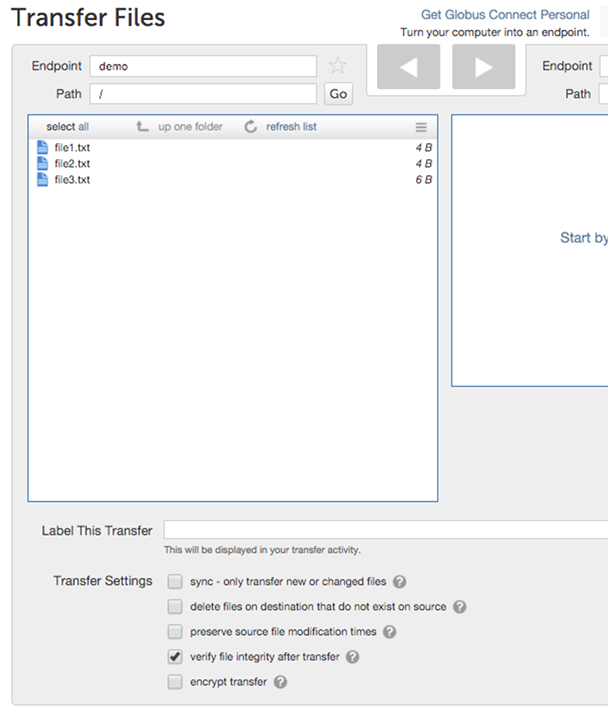 Transfer Files
Get Globus Connect Personal
Turn your computer into an endpoint.
Endpoint demo
Endpoint
Path /
Go
Path
select all up one folder refresh list
file1.txt 4 B
file2.txt 4 B
file3.txt 6 B
Start by
Label This Transfer
This will be displayed in your transfer activity.
Transfer Settings
sync - only transfer new or changed files ?
delete files on destination that do not exist on source ?
preserve source file modification times ?
verify file integrity after transfer ?
encrypt transfer ?